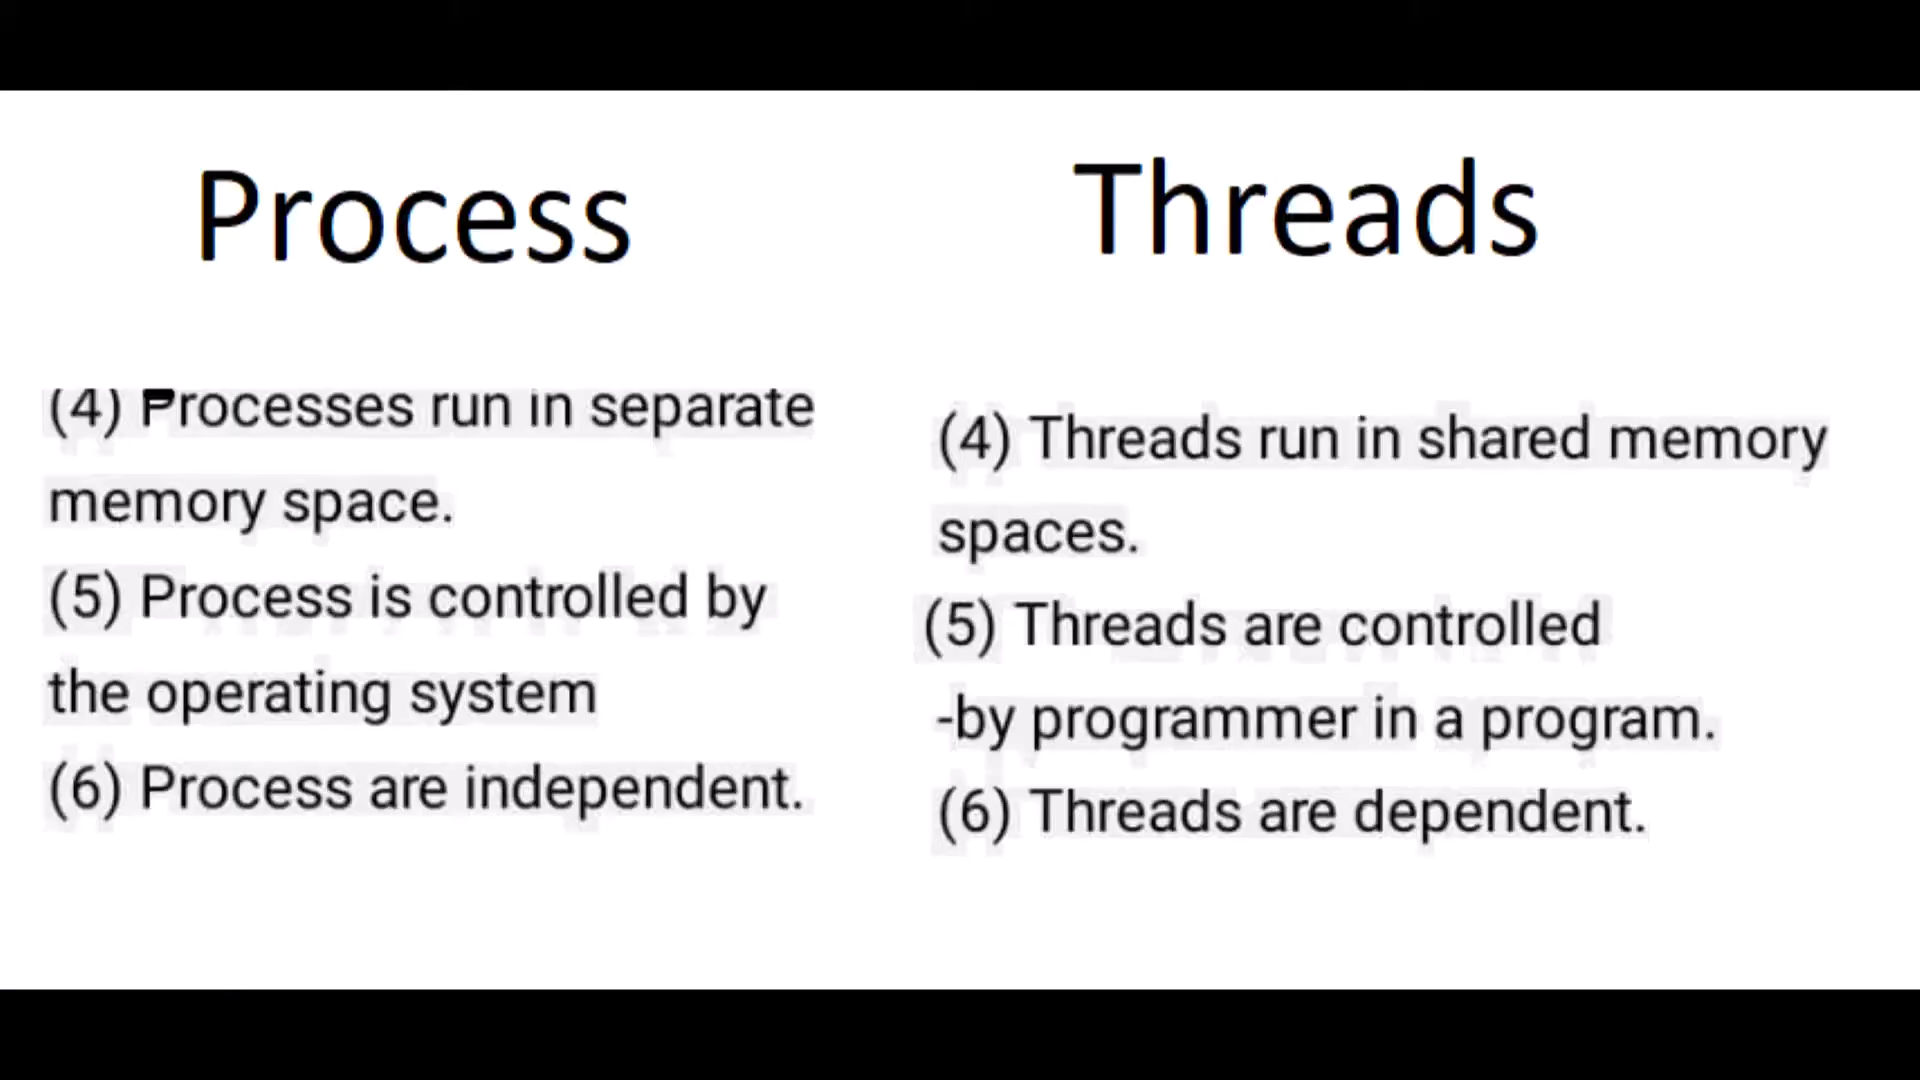 Process
(4) Processes run in separate
memory space.
(5) Process is controlled by
the operating system
(6) Process are independent.
Threads
(4) Threads run in shared memory
spaces.
(5) Threads are controlled
-by programmer in a program.
(6) Threads are dependent.